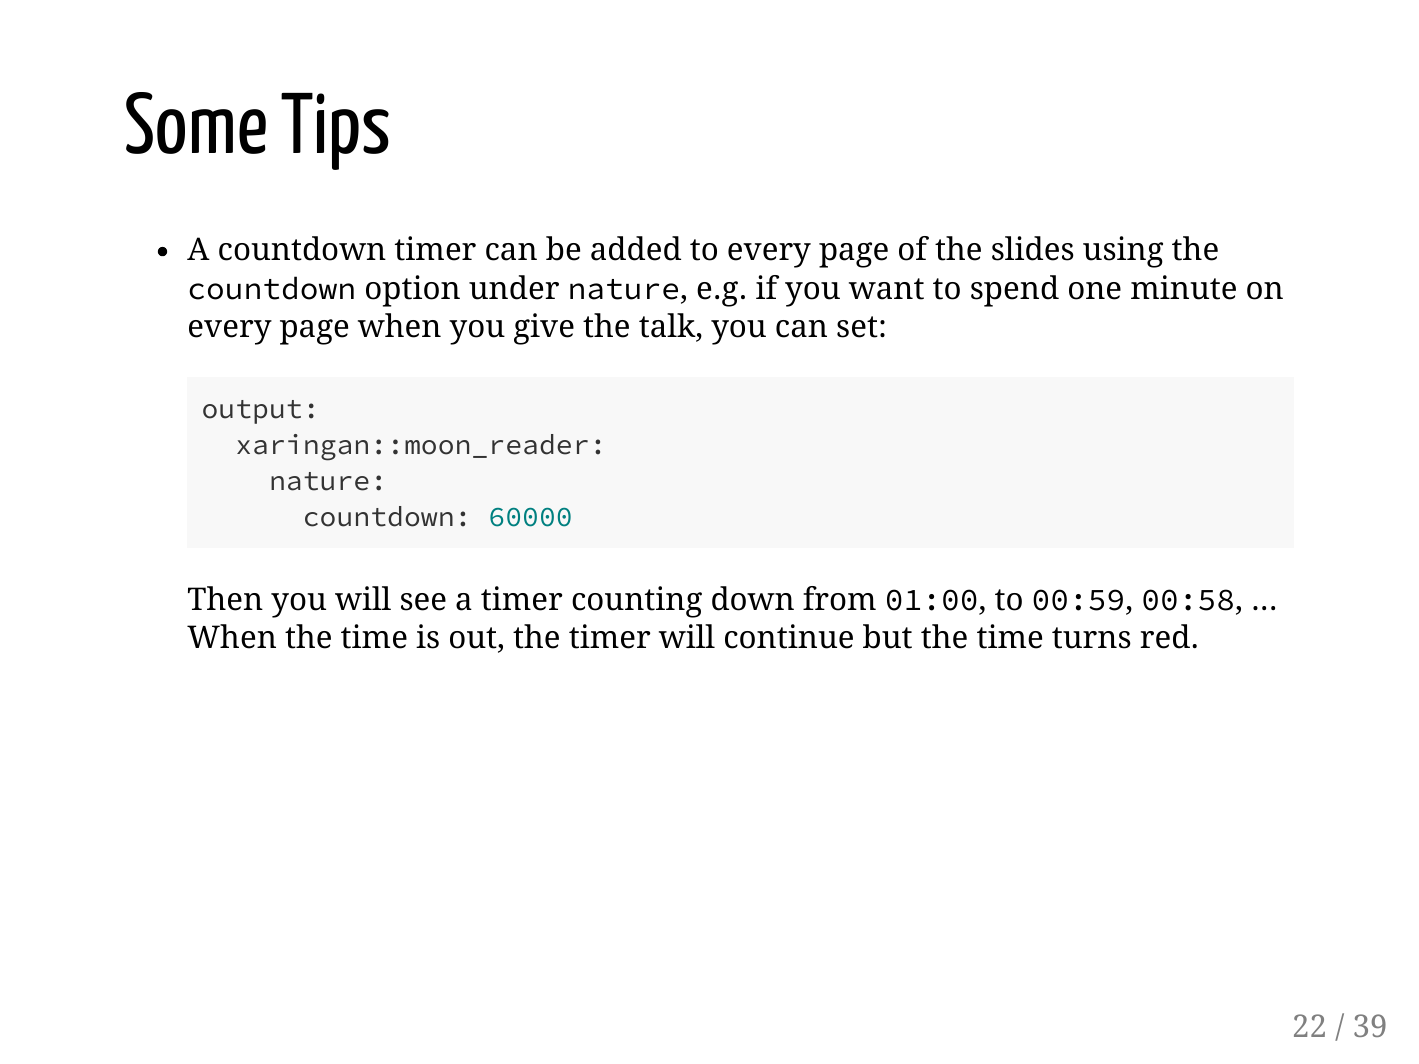 Some Tips
• A countdown timer can be added to every page of the slides using the
countdown option under nature, e.g. if you want to spend one minute on
every page when you give the talk, you can set:
output:
  xaringan::moon_reader:
    nature:
      countdown: 60000
Then you will see a timer counting down from 01:00, to 00:59, 00:58, ...
When the time is out, the timer will continue but the time turns red.
22 / 39